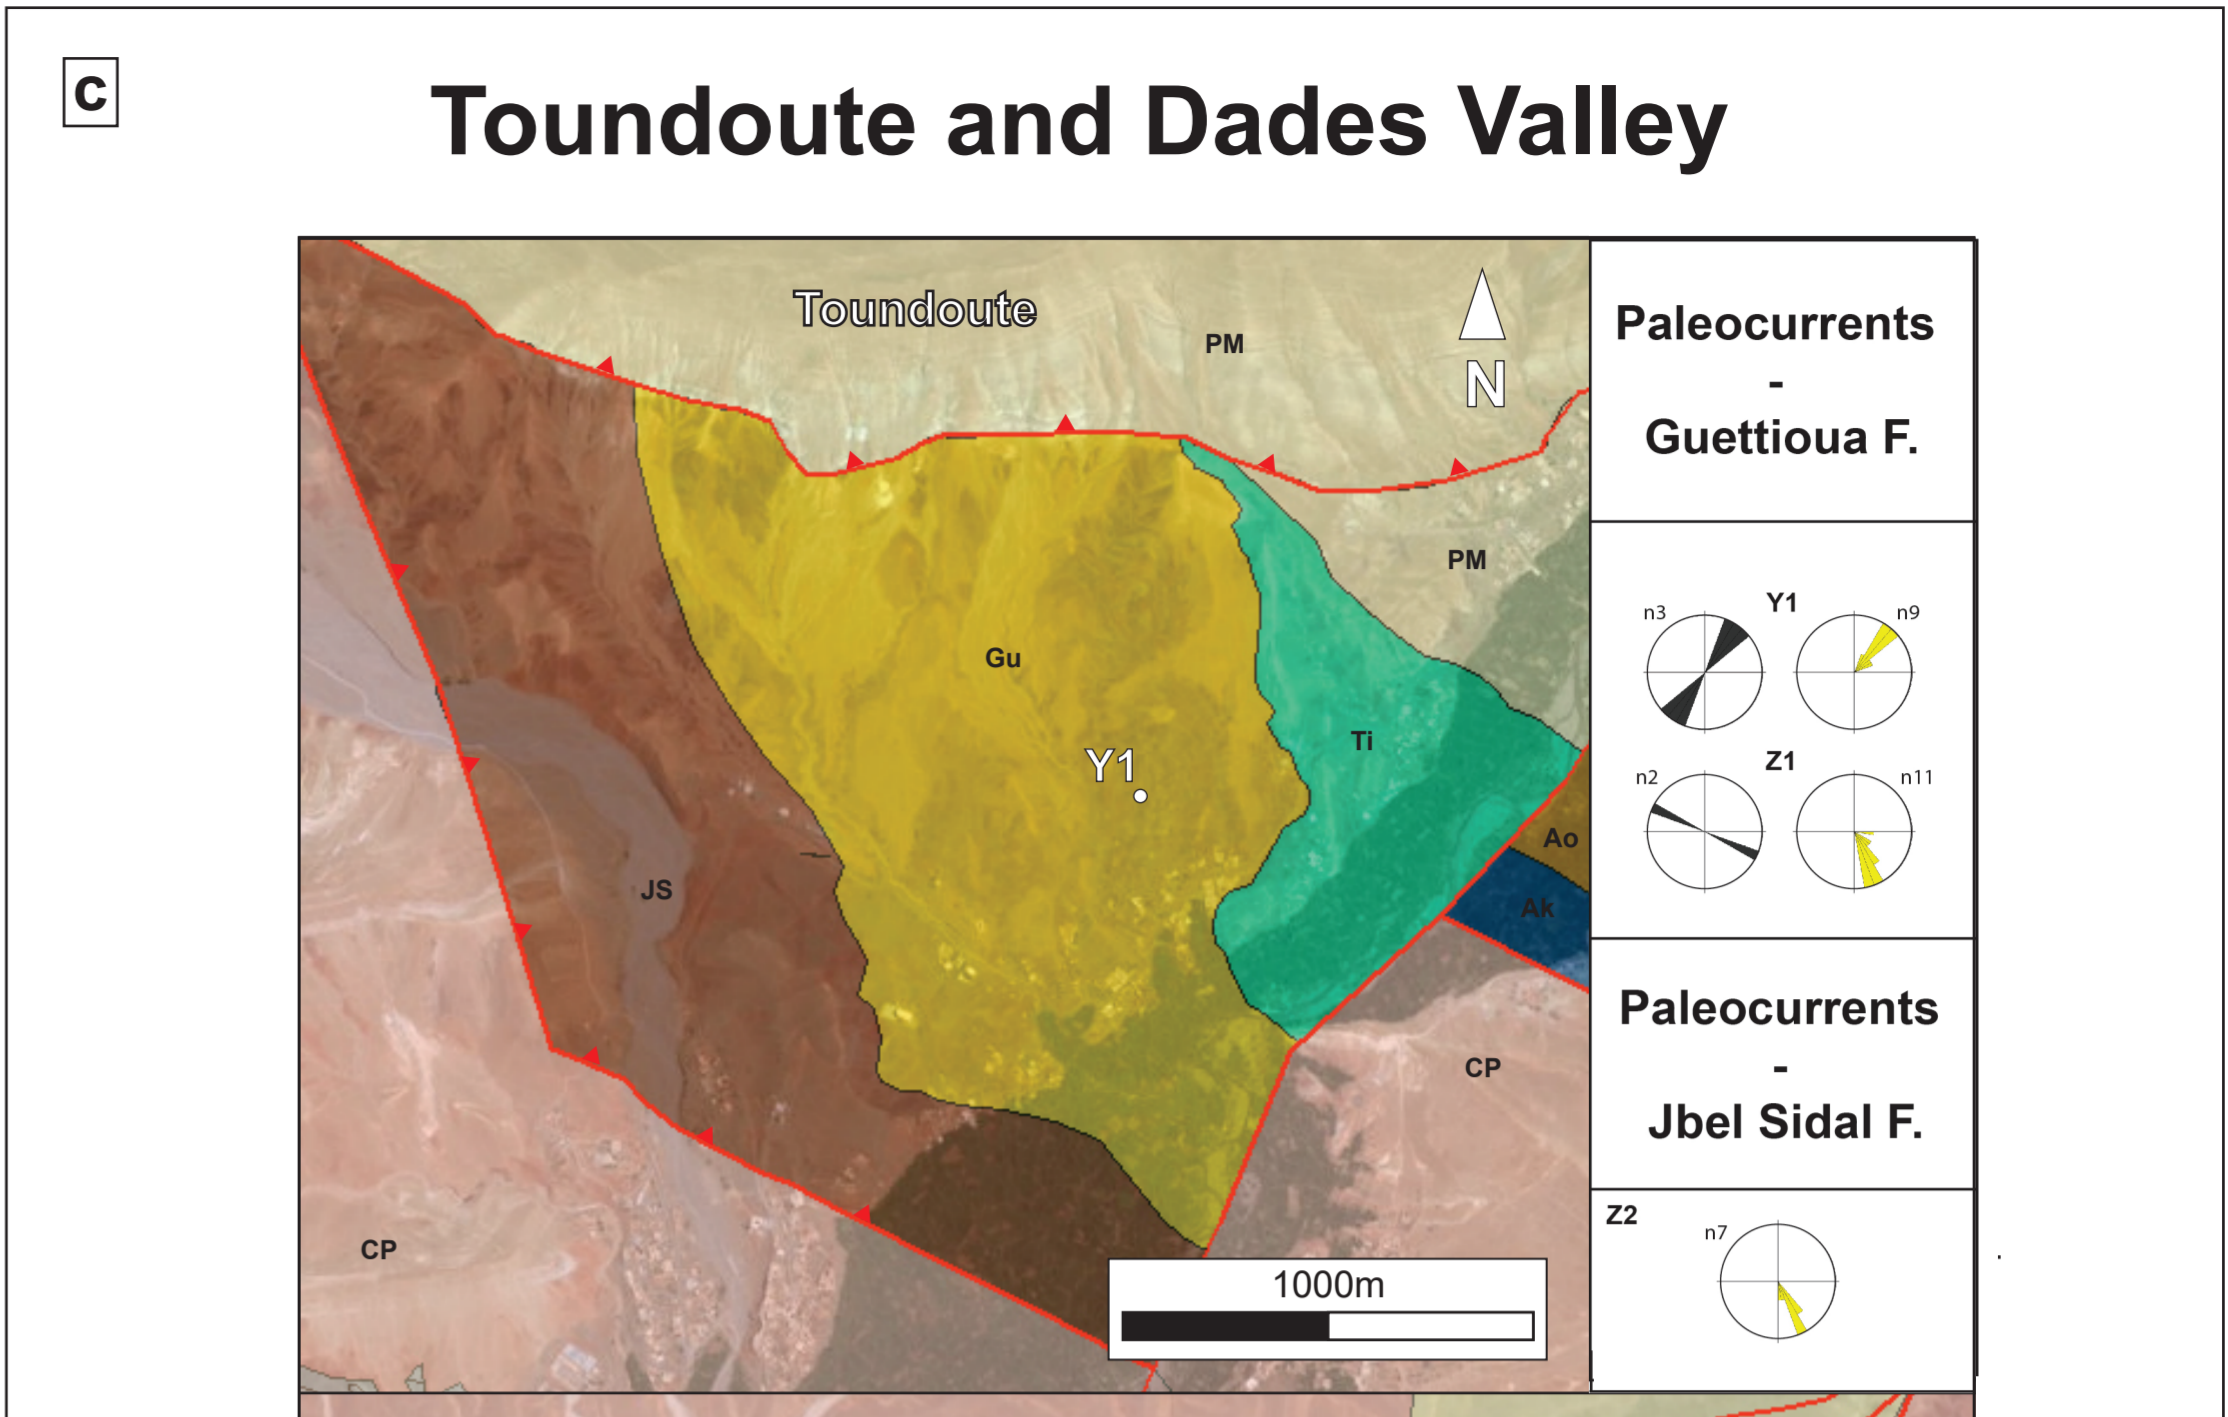 c
Toundoute and Dades Valley
Toundoute
PM
N
PM
Gu
Y1
Ti
Ao
Ak
JS
CP
CP
1000m
Paleocurrents
-
Guettioua F.
Y1
n3
n9
Z1
n2
n11
Paleocurrents
-
Jbel Sidal F.
Z2
n7